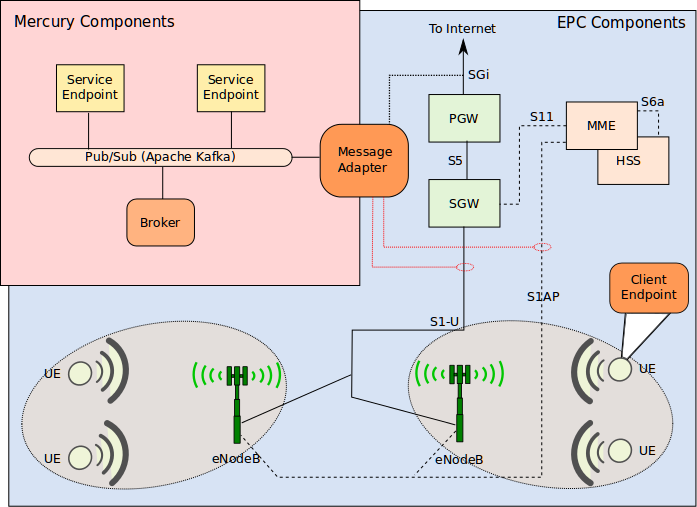 Mercury Components
EPC Components
To Internet
Service
Endpoint
Service
Endpoint
SGi
PGW
S11
S6a
MME
HSS
Pub/Sub (Apache Kafka)
Message
Adapter
S5
SGW
Broker
Client
Endpoint
S1AP
S1-U
UE
UE
UE
UE
eNodeB
eNodeB